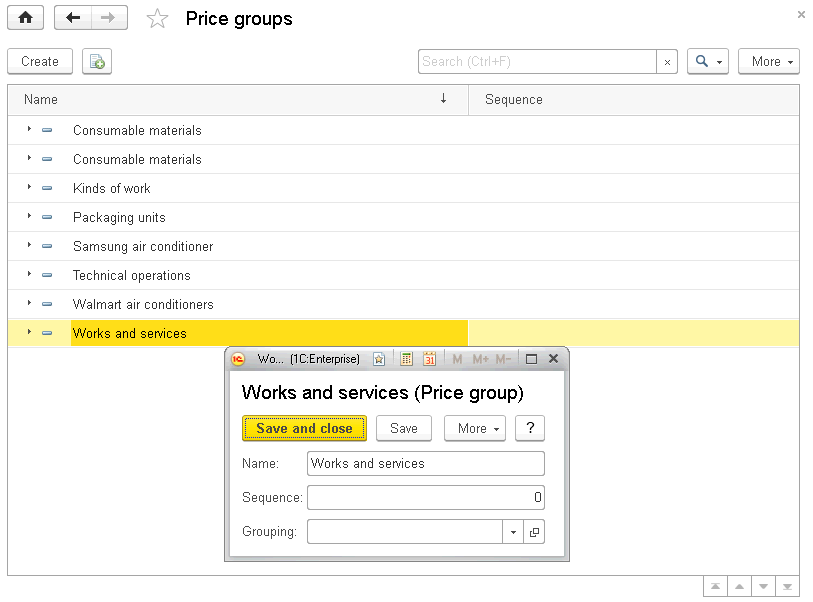 Price groups
Create
Search (Ctrl+F)
More
Name
Sequence
Consumable materials
Consumable materials
Kinds of work
Packaging units
Samsung air conditioner
Technical operations
Walmart air conditioners
Works and services
1C Wo... (1C:Enterprise) 31 M M+ M-
Works and services (Price group)
Save and close Save More ?
Name: Works and services
Sequence: 0
Grouping: